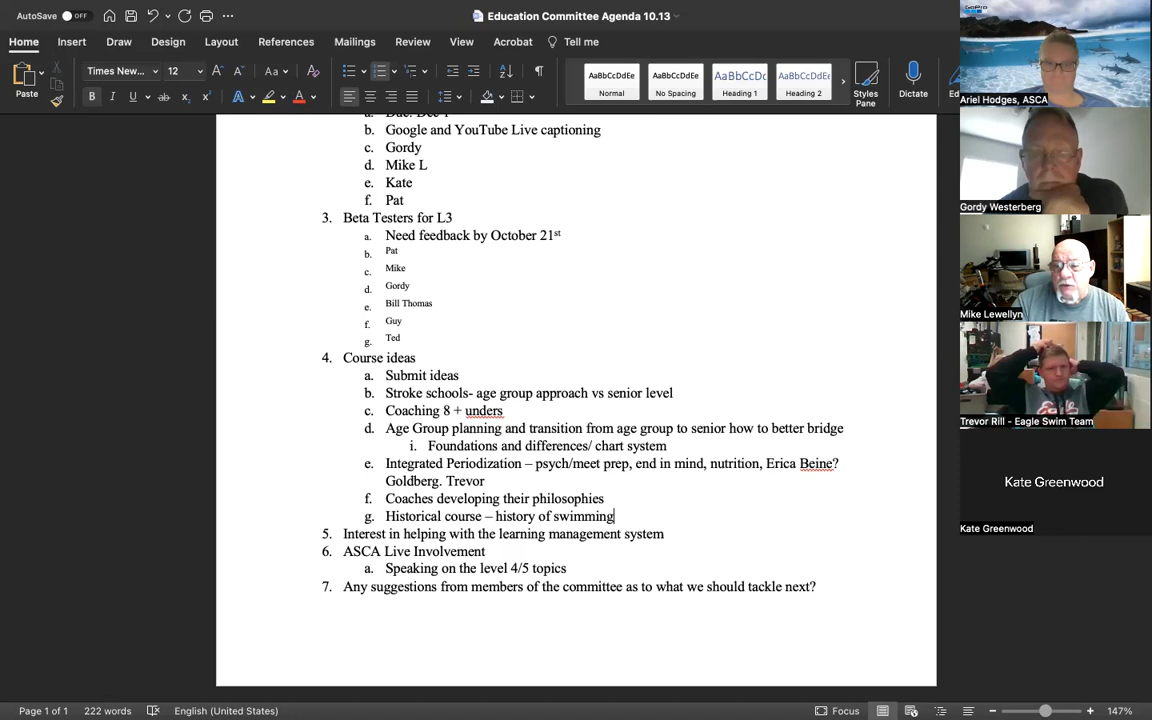 AutoSave OFF
Education Committee Agenda 10.13
Home Insert Draw Design Layout References Mailings Review View Acrobat Tell me
Paste
Times New... 12
Aa
B I U ab x₂ x²
A A
AaBbCcDdEe AaBbCcDdEe AaBbCcDc AaBbCcDdEe
Normal No Spacing Heading 1 Heading 2
Styles Pane
Dictate
a. Due: Dec 1
b. Google and YouTube Live captioning
c. Gordy
d. Mike L
e. Kate
f. Pat
3. Beta Testers for L3
a. Need feedback by October 21st
b. Pat
c. Mike
d. Gordy
e. Bill Thomas
f. Guy
g. Ted
4. Course ideas
a. Submit ideas
b. Stroke schools- age group approach vs senior level
c. Coaching 8 + unders
d. Age Group planning and transition from age group to senior how to better bridge
i. Foundations and differences/ chart system
e. Integrated Periodization – psych/meet prep, end in mind, nutrition, Erica Beine?
Goldberg. Trevor
f. Coaches developing their philosophies
g. Historical course – history of swimming
5. Interest in helping with the learning management system
6. ASCA Live Involvement
a. Speaking on the level 4/5 topics
7. Any suggestions from members of the committee as to what we should tackle next?
Page 1 of 1 222 words English (United States) Focus 147%
GoPro
Ariel Hodges, ASCA
Gordy Westerberg
Mike Lewellyn
Trevor Rill - Eagle Swim Team
Kate Greenwood
Kate Greenwood